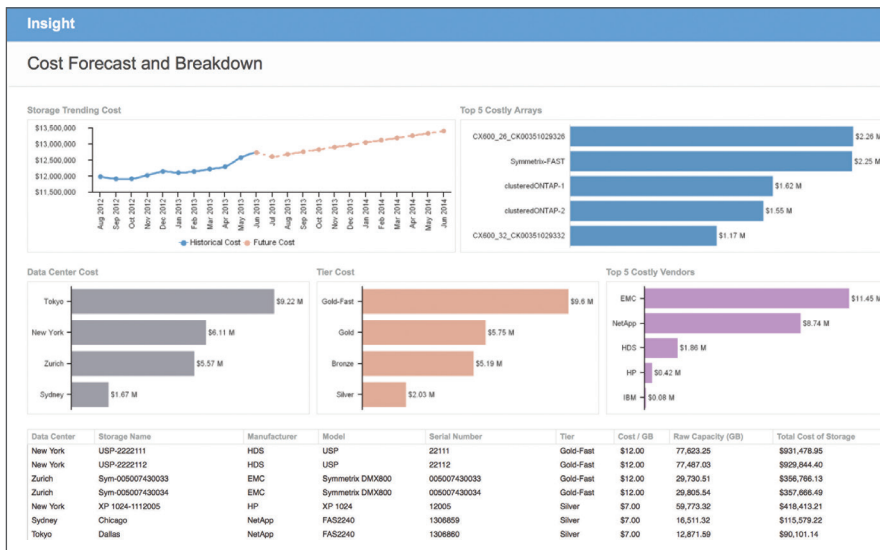 Insight
Cost Forecast and Breakdown
Storage Trending Cost
$13,500,000
$13,000,000
$12,500,000
$12,000,000
$11,500,000
Aug 2012
Sep 2012
Oct 2012
Nov 2012
Dec 2012
Jan 2013
Feb 2013
Mar 2013
Apr 2013
May 2013
Jun 2013
Jul 2013
Aug 2013
Sep 2013
Oct 2013
Nov 2013
Dec 2013
Jan 2014
Feb 2014
Mar 2014
Apr 2014
May 2014
Jun 2014
Historical Cost Future Cost
Top 5 Costly Arrays
CX600_26_CK00351029326 $2.26 M
Symmetrix-FAST $2.25 M
clusteredONTAP-1 $1.62 M
clusteredONTAP-2 $1.55 M
CX600_32_CK00351029332 $1.17 M
Data Center Cost
Tokyo $9.22 M
New York $6.11 M
Zurich $5.57 M
Sydney $1.67 M
Tier Cost
Gold-Fast $9.6 M
Gold $5.75 M
Bronze $5.19 M
Silver $2.03 M
Top 5 Costly Vendors
EMC $11.45 M
NetApp $8.74 M
HDS $1.86 M
HP $0.42 M
IBM $0.08 M
Data Center Storage Name Manufacturer Model Serial Number Tier Cost / GB Raw Capacity (GB) Total Cost of Storage
New York USP-2222111 HDS USP 22111 Gold-Fast $12.00 77,623.25 $931,478.95
New York USP-2222112 HDS USP 22112 Gold-Fast $12.00 77,487.03 $929,844.40
Zurich Sym-005007430033 EMC Symmetrix DMX800 005007430033 Gold-Fast $12.00 29,730.51 $356,766.13
Zurich Sym-005007430034 EMC Symmetrix DMX800 005007430034 Gold-Fast $12.00 29,805.54 $357,666.49
New York XP 1024-1112005 HP XP 1024 12005 Silver $7.00 59,773.32 $418,413.21
Sydney Chicago NetApp FAS2240 1306859 Silver $7.00 16,511.32 $115,579.22
Tokyo Dallas NetApp FAS2240 1306860 Silver $7.00 12,871.59 $90,101.14